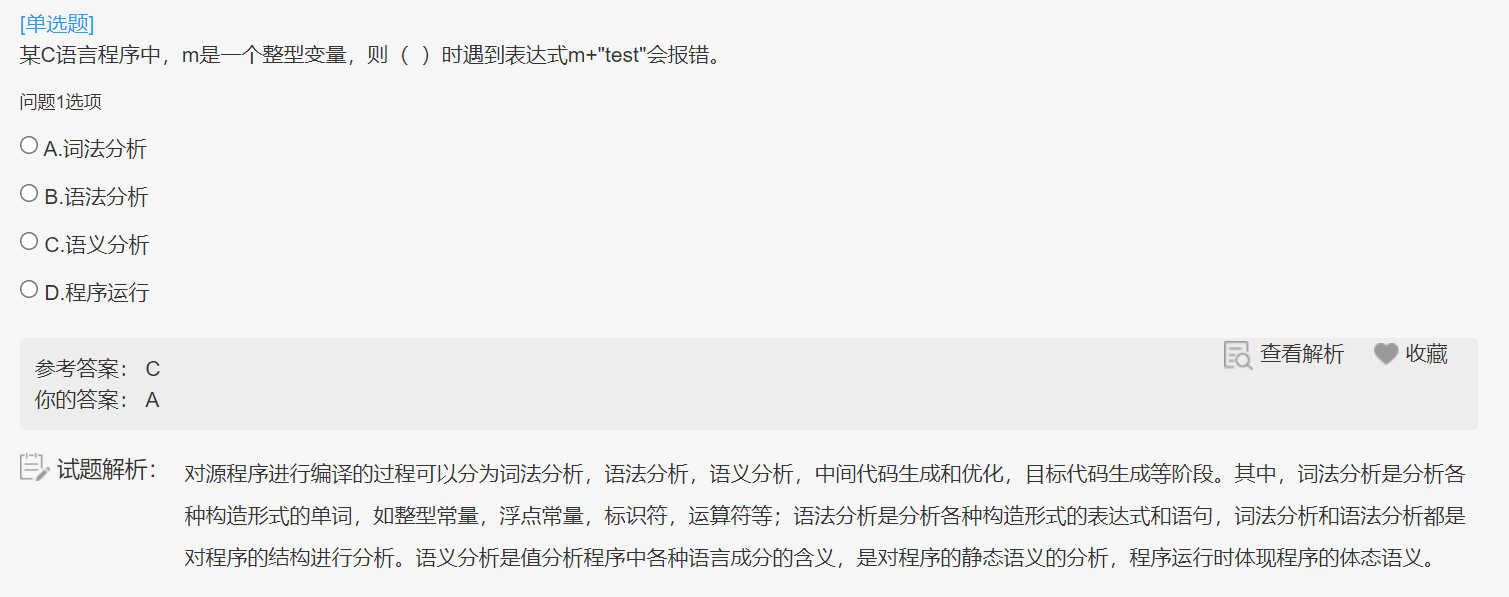 [单选题]
某C语言程序中，m是一个整型变量，则（  ）时遇到表达式m+"test"会报错。
问题1选项
A.词法分析
B.语法分析
C.语义分析
D.程序运行
查看解析 收藏
参考答案： C
你的答案： A
试题解析： 对源程序进行编译的过程可以分为词法分析，语法分析，语义分析，中间代码生成和优化，目标代码生成等阶段。其中，词法分析是分析各
种构造形式的单词，如整型常量，浮点常量，标识符，运算符等；语法分析是分析各种构造形式的表达式和语句，词法分析和语法分析都是
对程序的结构进行分析。语义分析是值分析程序中各种语言成分的含义，是对程序的静态语义的分析，程序运行时体现程序的体态语义。